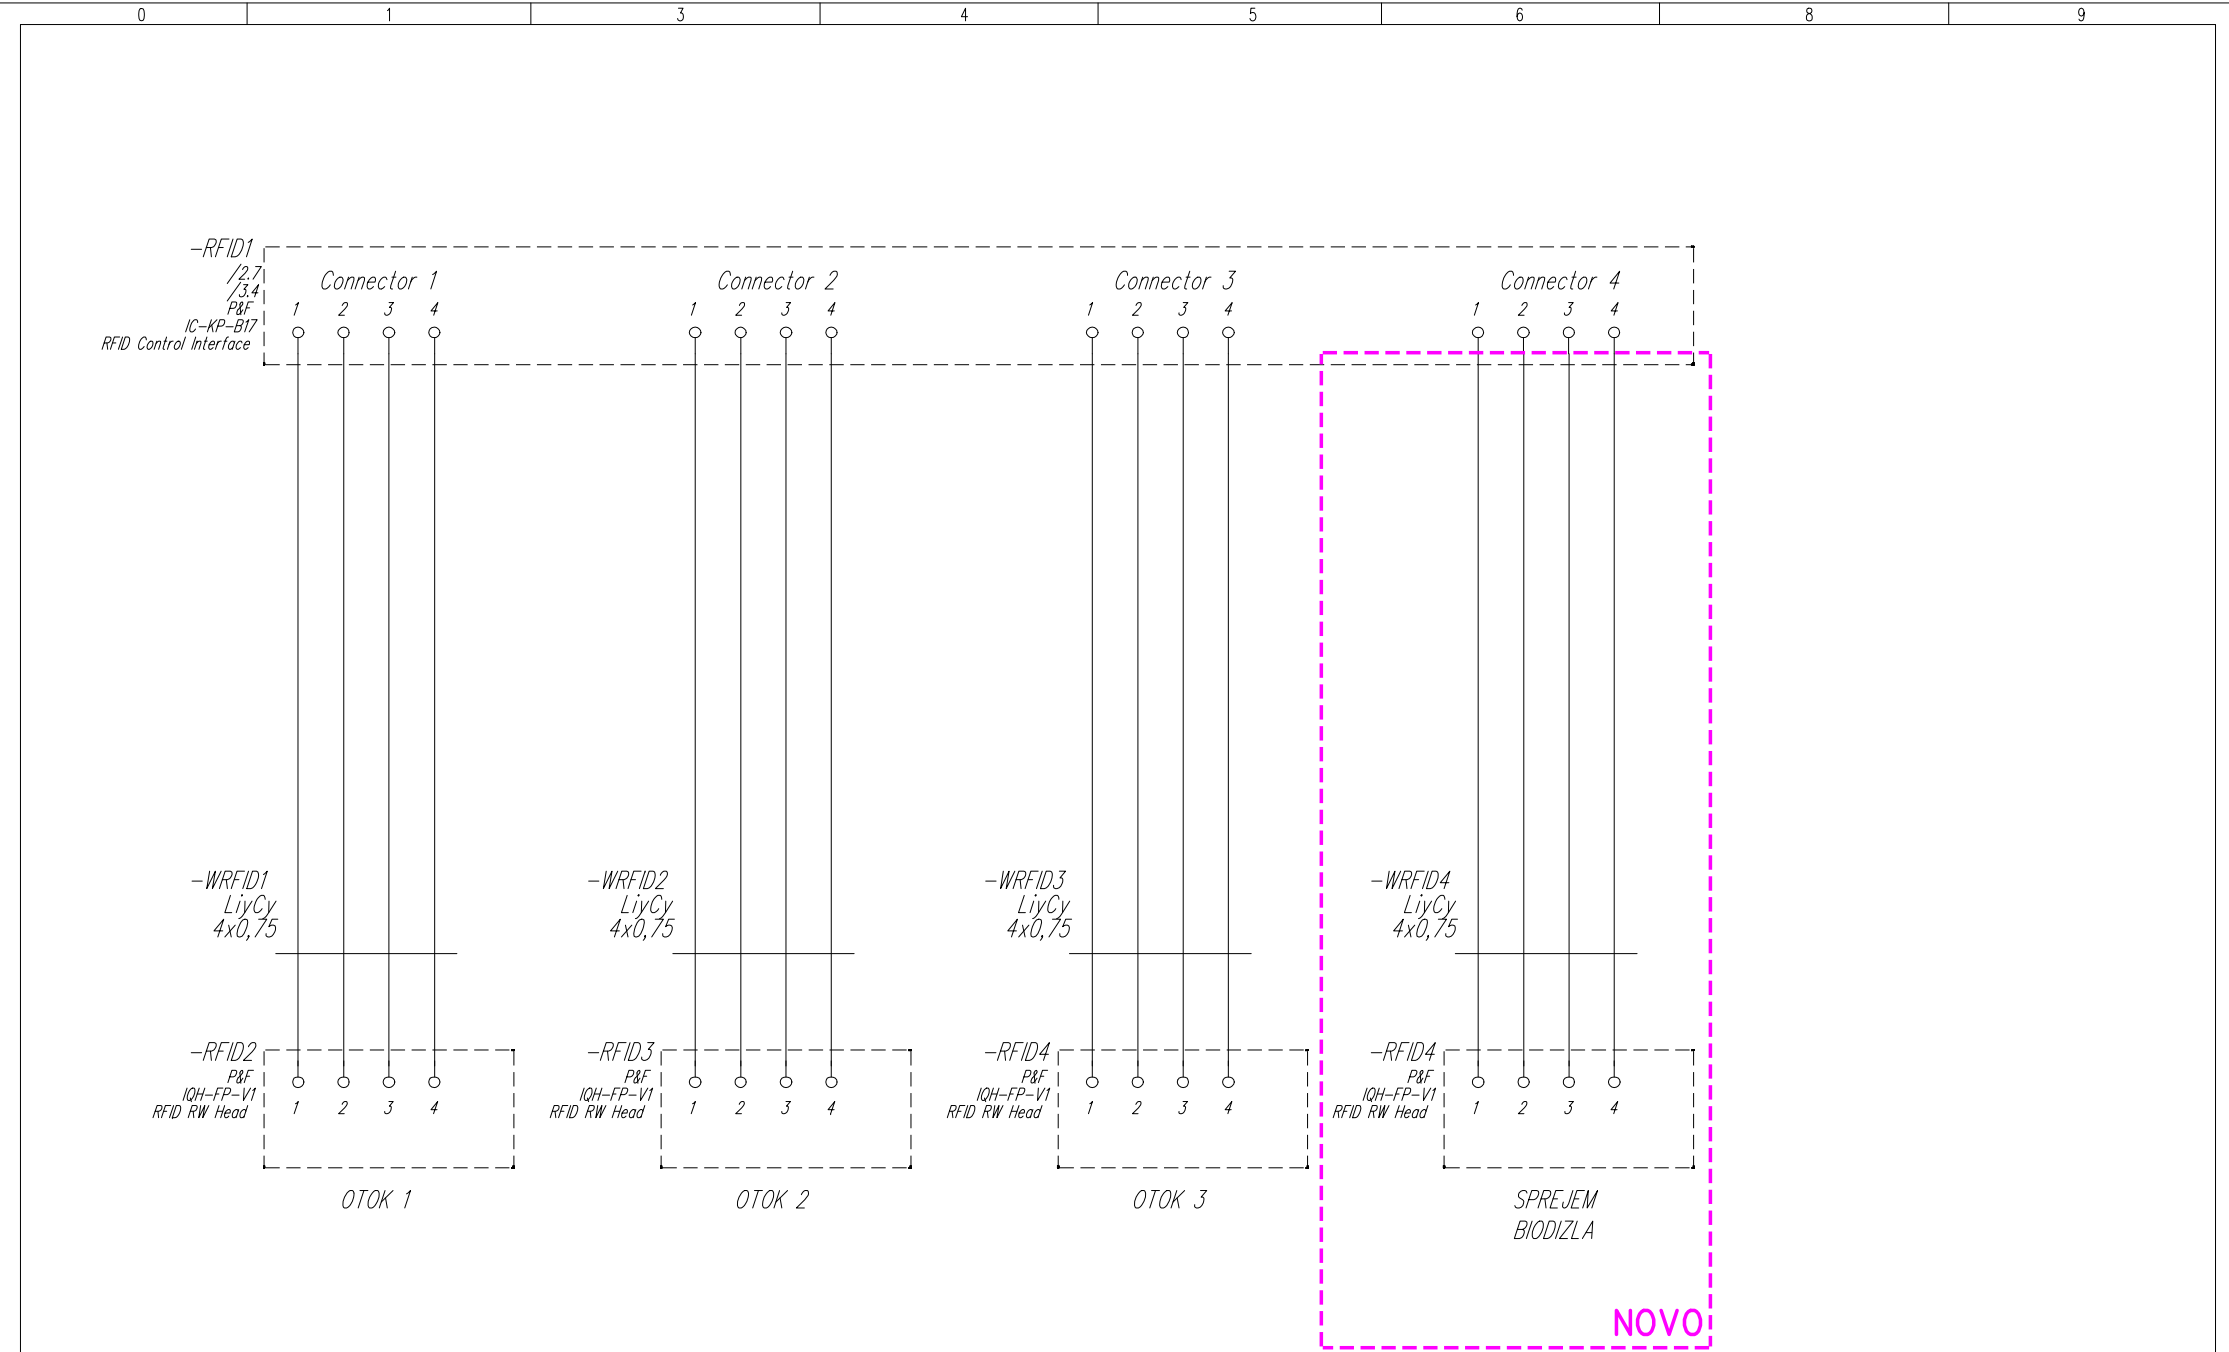 0 1 3 4 5 6 8 9
-RFID1
/2.7
/3.4
P&F
IC-KP-B17
RFID Control Interface
Connector 1 Connector 2 Connector 3 Connector 4
1 2 3 4 1 2 3 4 1 2 3 4 1 2 3 4
-WRFID1
LiyCy
4x0,75
-WRFID2
LiyCy
4x0,75
-WRFID3
LiyCy
4x0,75
-WRFID4
LiyCy
4x0,75
-RFID2
P&F
IQH-FP-V1
RFID RW Head
1 2 3 4
OTOK 1
-RFID3
P&F
IQH-FP-V1
RFID RW Head
1 2 3 4
OTOK 2
-RFID4
P&F
IQH-FP-V1
RFID RW Head
1 2 3 4
OTOK 3
-RFID4
P&F
IQH-FP-V1
RFID RW Head
1 2 3 4
SPREJEM
BIODIZLA
NOVO